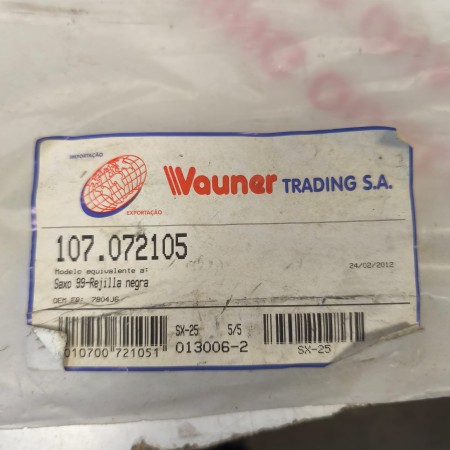 IMPORTAÇÃO
EXPORTAÇÃO
Wauner TRADING S.A.
107.072105
24/02/2012
Modelo equivalente a:
Saxo 99-Rejilla negra
OEM EP: 7804J6
SX-25 5/5
010700 721051 013006-2 SX-25